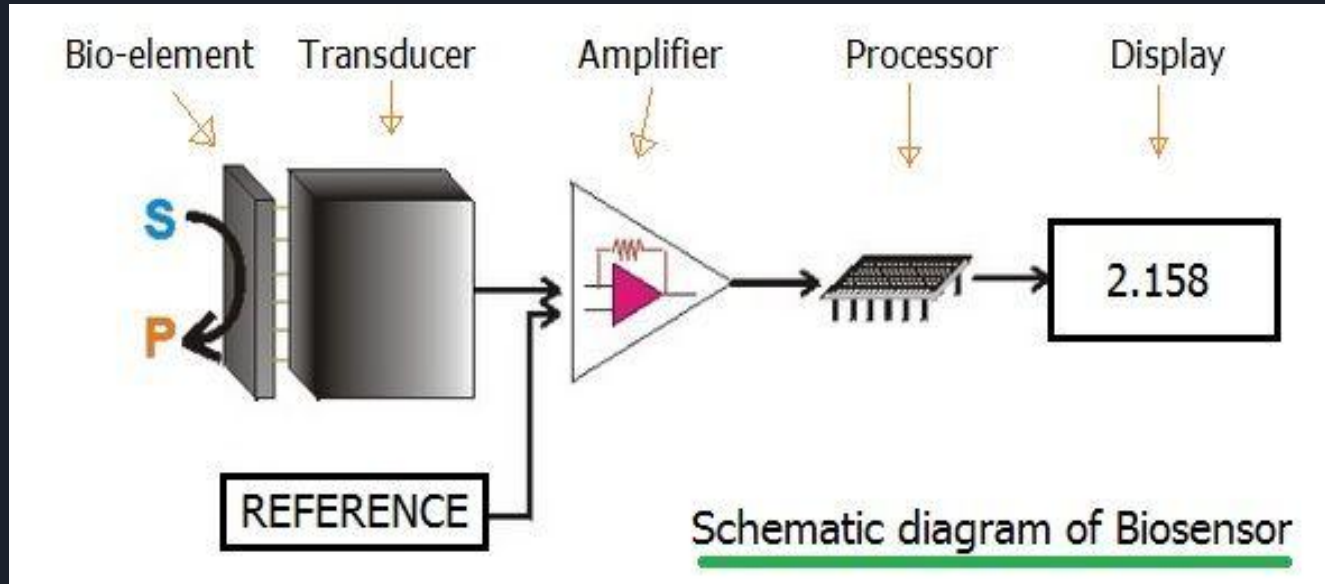 Bio-element Transducer Amplifier Processor Display
S
P
2.158
REFERENCE
Schematic diagram of Biosensor